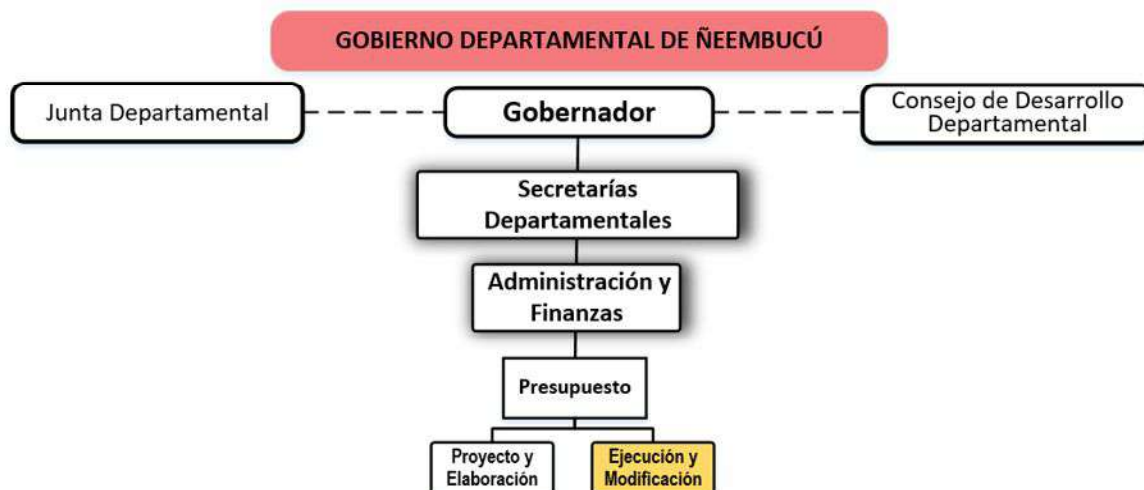 GOBIERNO DEPARTAMENTAL DE ÑEEMBUCÚ
Junta Departamental
Gobernador
Consejo de Desarrollo
Departamental
Secretarías
Departamentales
Administración y
Finanzas
Presupuesto
Proyecto y
Elaboración
Ejecución y
Modificación